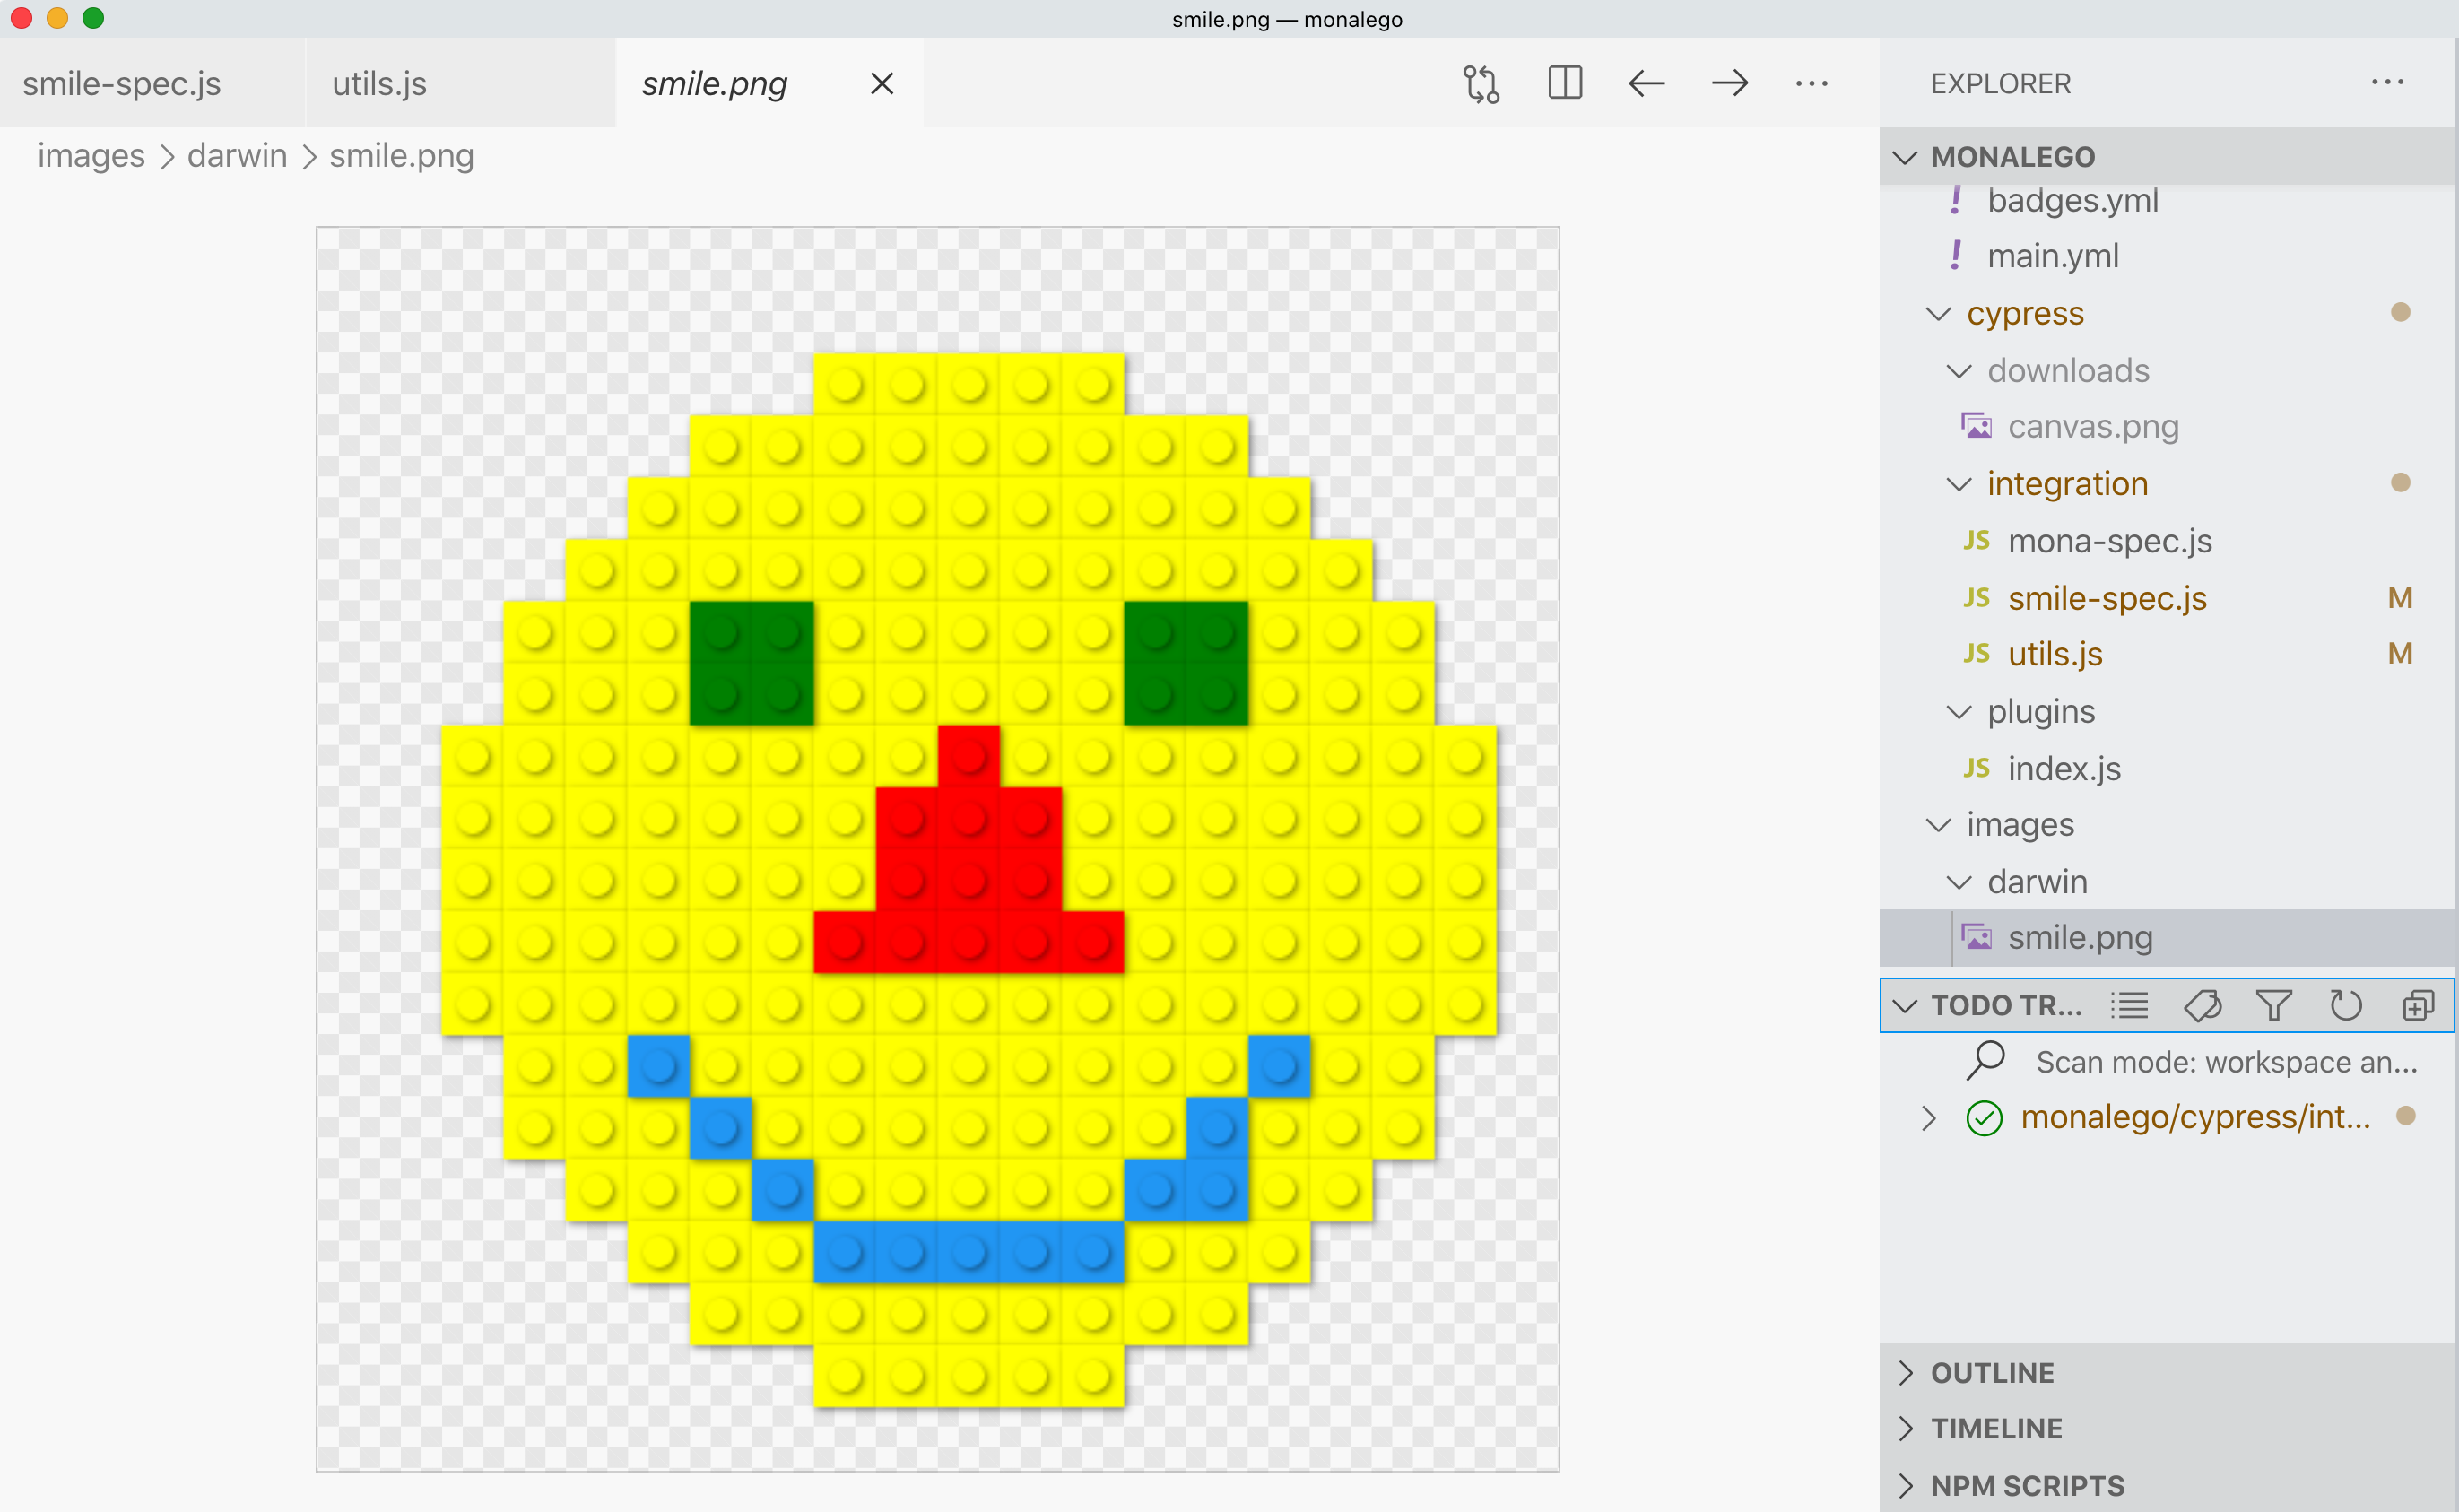 smile.png — monalego
smile-spec.js
utils.js
smile.png
images > darwin > smile.png
EXPLORER
MONALEGO
! badges.yml
! main.yml
cypress
downloads
canvas.png
integration
JS mona-spec.js
JS smile-spec.js M
JS utils.js M
plugins
JS index.js
images
darwin
smile.png
TODO TR...
Scan mode: workspace an...
monalego/cypress/int...
OUTLINE
TIMELINE
NPM SCRIPTS